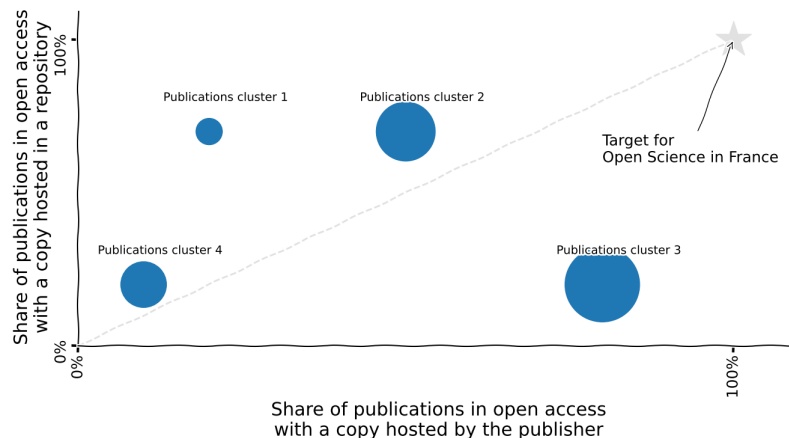 Share of publications in open access
with a copy hosted in a repository
100%
0%
Publications cluster 1
Publications cluster 2
Target for
Open Science in France
Publications cluster 4
Publications cluster 3
0%
100%
Share of publications in open access
with a copy hosted by the publisher